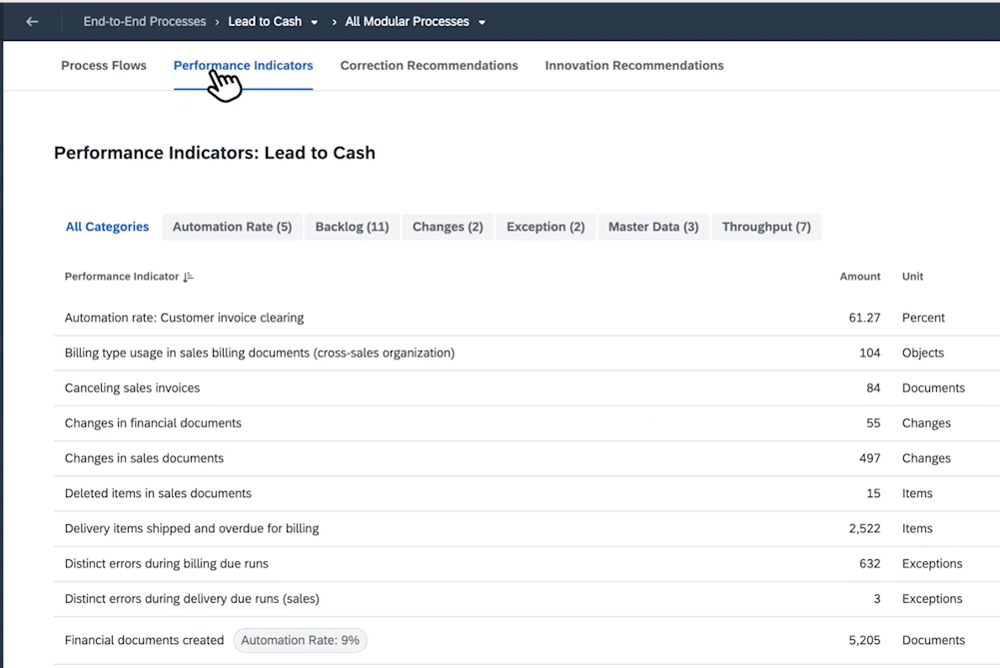 End-to-End Processes › Lead to Cash › All Modular Processes
Process Flows Performance Indicators Correction Recommendations Innovation Recommendations
Performance Indicators: Lead to Cash
All Categories Automation Rate (5) Backlog (11) Changes (2) Exception (2) Master Data (3) Throughput (7)
Performance Indicator Amount Unit
Automation rate: Customer invoice clearing 61.27 Percent
Billing type usage in sales billing documents (cross-sales organization) 104 Objects
Canceling sales invoices 84 Documents
Changes in financial documents 55 Changes
Changes in sales documents 497 Changes
Deleted items in sales documents 15 Items
Delivery items shipped and overdue for billing 2,522 Items
Distinct errors during billing due runs 632 Exceptions
Distinct errors during delivery due runs (sales) 3 Exceptions
Financial documents created Automation Rate: 9% 5,205 Documents